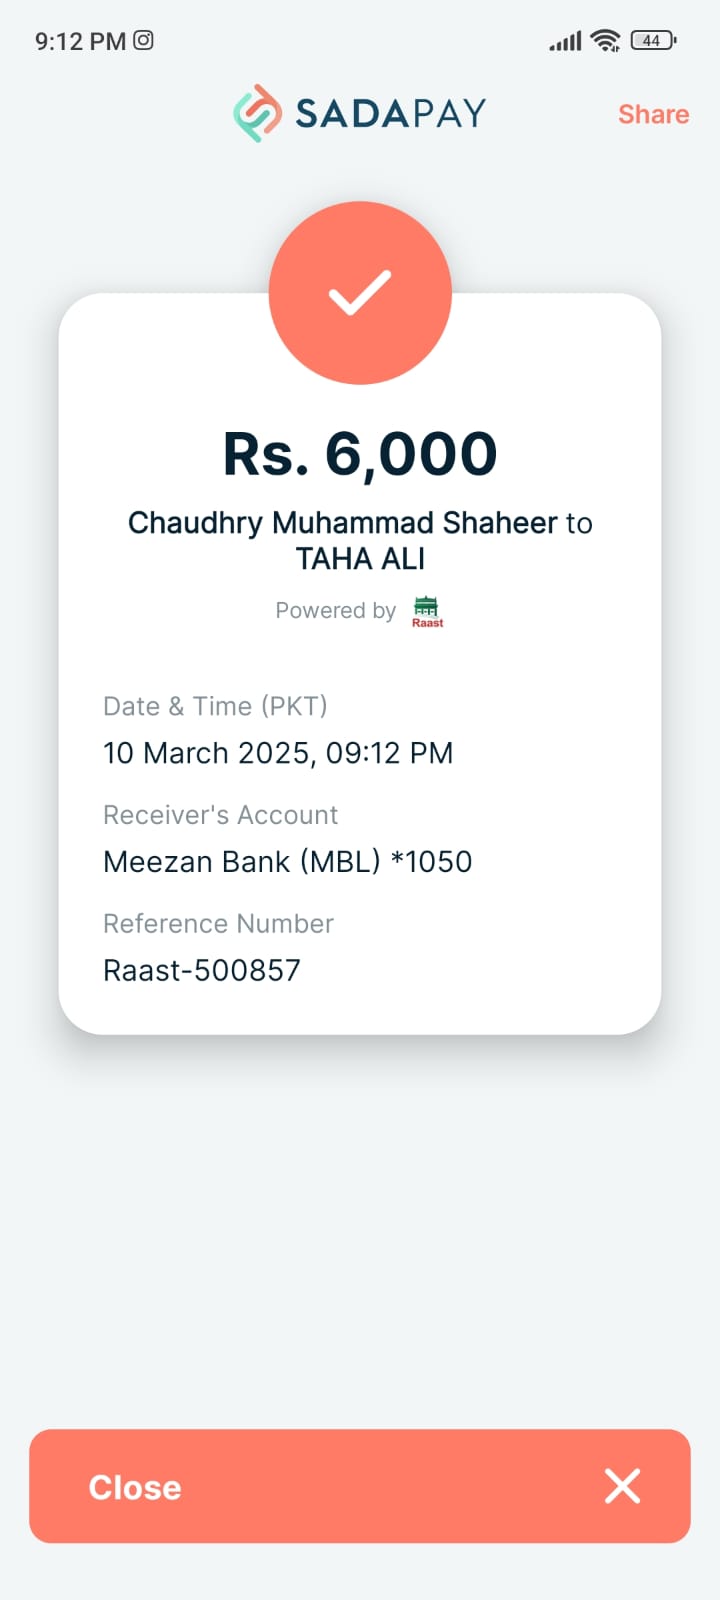 9:12 PM
44
SADAPAY
Share
Rs. 6,000
Chaudhry Muhammad Shaheer to
TAHA ALI
Powered by Raast
Date & Time (PKT)
10 March 2025, 09:12 PM
Receiver's Account
Meezan Bank (MBL) *1050
Reference Number
Raast-500857
Close